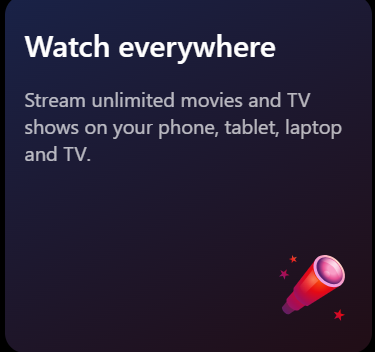 Watch everywhere
Stream unlimited movies and TV
shows on your phone, tablet, laptop
and TV.